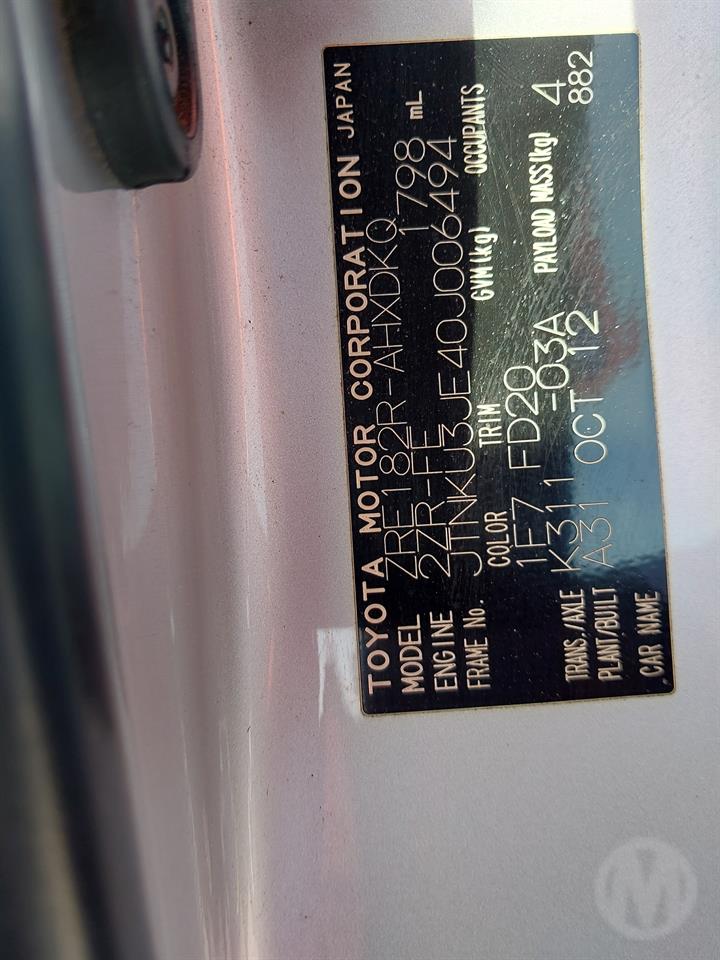 TOYOTA MOTOR CORPORATION JAPAN
MODEL ZRE182R-AHXDKQ
ENGINE 2ZR-FE 1798 mL
FRAME No. JTNKU3JE40J006494
COLOR TRIM GVM(kg) OCCUPANTS
1F7 FD20 4
TRANS./AXLE K311 -03A PAYLOAD MASS(kg) 882
PLANT/BUILT A31 OCT 12
CAR NAME
M